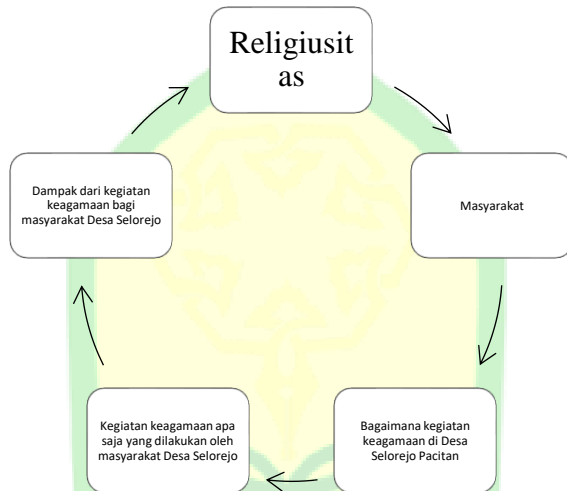 Religiusit
as
Masyarakat
Bagaimana kegiatan
keagamaan di Desa
Selorejo Pacitan
Kegiatan keagamaan apa
saja yang dilakukan oleh
masyarakat Desa Selorejo
Dampak dari kegiatan
keagamaan bagi
masyarakat Desa Selorejo